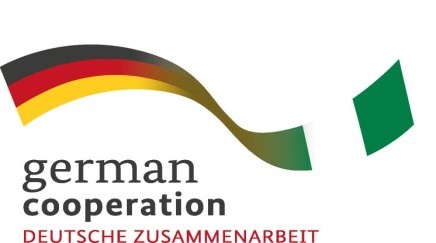 german
cooperation
DEUTSCHE ZUSAMMENARBEIT